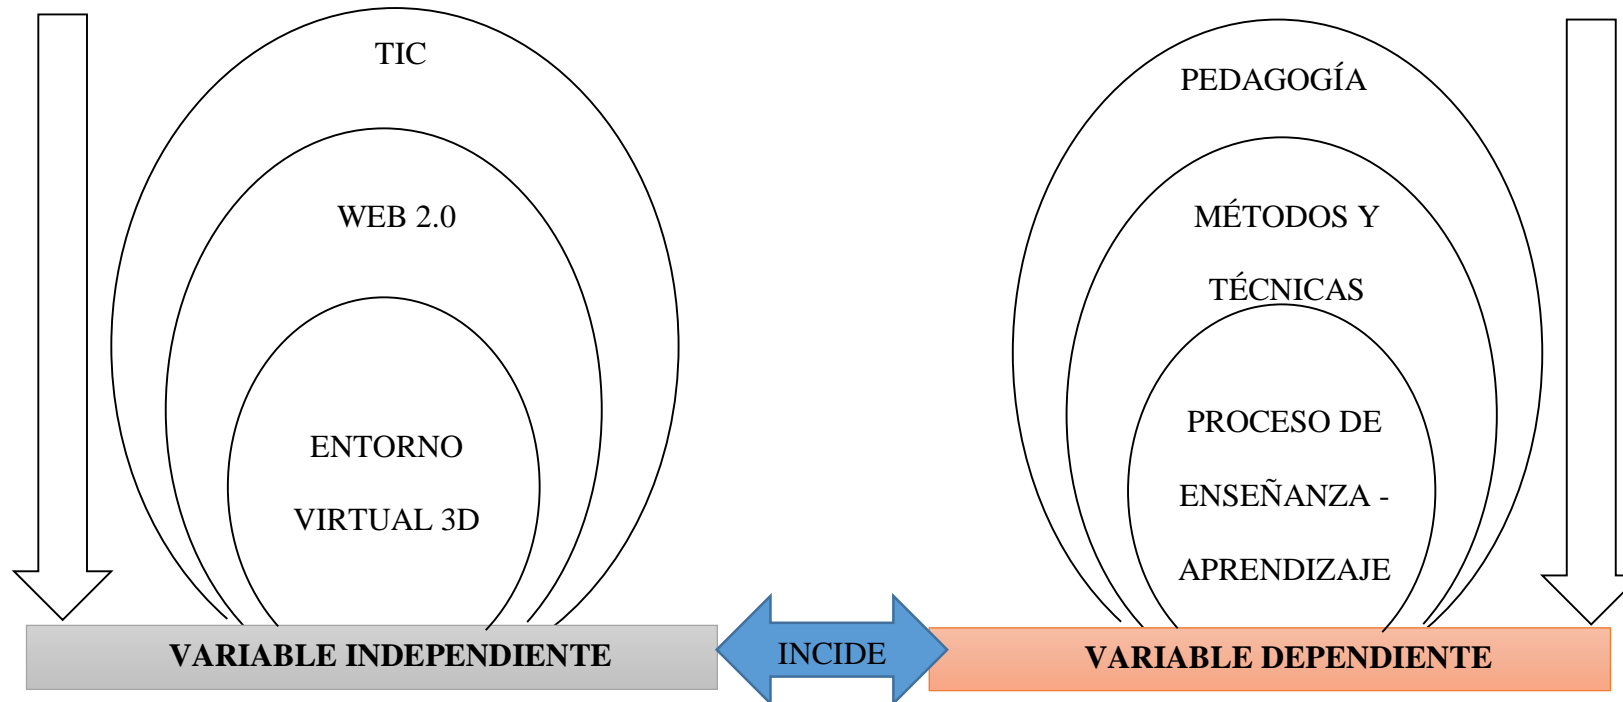 TIC
WEB 2.0
ENTORNO
VIRTUAL 3D
VARIABLE INDEPENDIENTE
INCIDE
PEDAGOGÍA
MÉTODOS Y
TÉCNICAS
PROCESO DE
ENSEÑANZA -
APRENDIZAJE
VARIABLE DEPENDIENTE